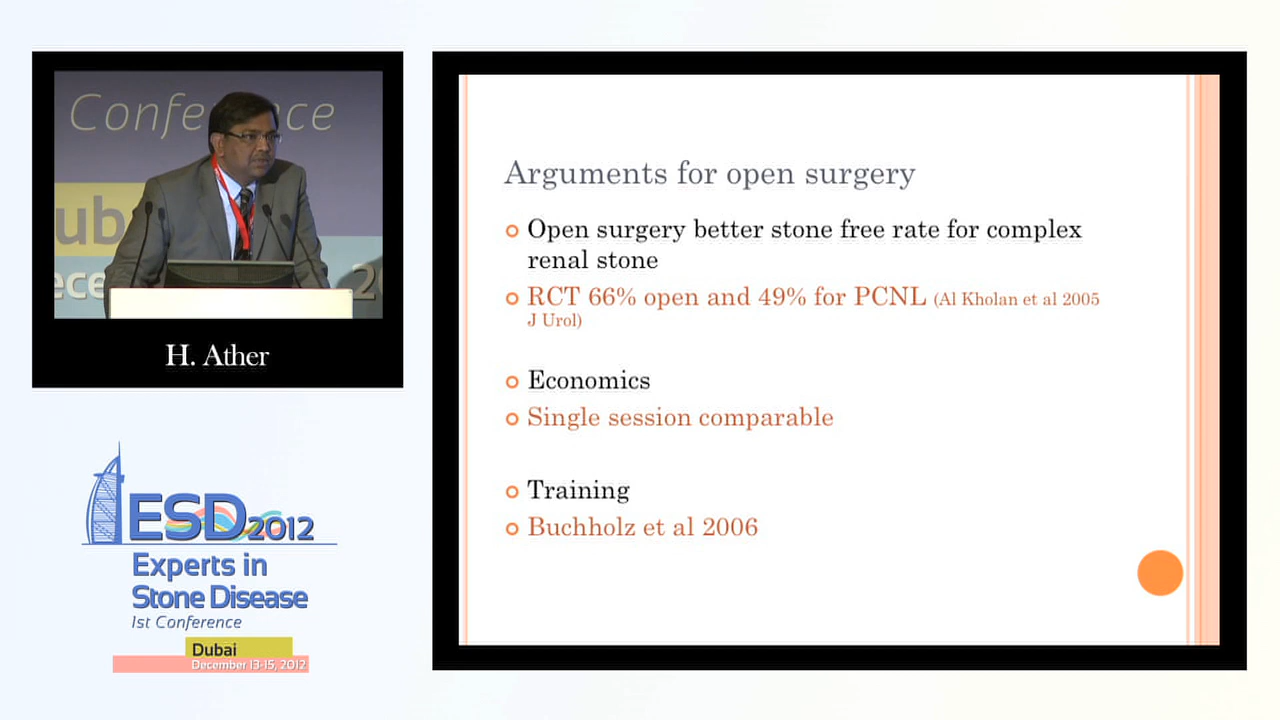 Conference
ub
ece
20
H. Ather
ESD2012
Experts in
Stone Disease
1st Conference
Dubai
December 13-15, 2012
Arguments for open surgery
Open surgery better stone free rate for complex
renal stone
RCT 66% open and 49% for PCNL (Al Kholan et al 2005
J Urol)
Economics
Single session comparable
Training
Buchholz et al 2006